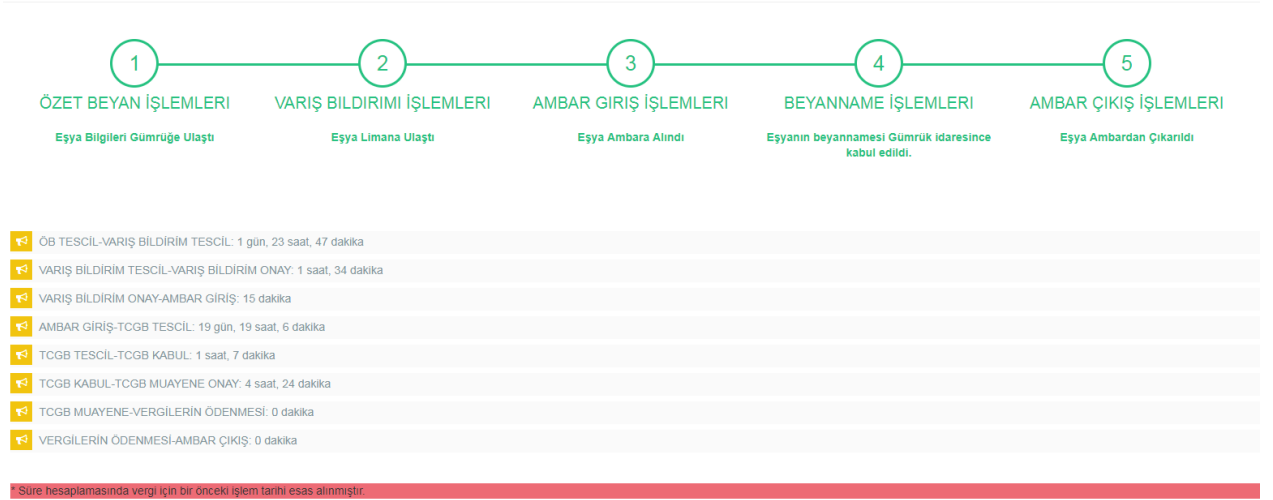 1
2
3
4
5
ÖZET BEYAN İŞLEMLERI
VARIŞ BILDIRIMI İŞLEMLERI
AMBAR GIRIŞ İŞLEMLERI
BEYANNAME İŞLEMLERI
AMBAR ÇIKIŞ İŞLEMLERI
Eşya Bilgileri Gümrüğe Ulaştı
Eşya Limana Ulaştı
Eşya Ambara Alındı
Eşyanın beyannamesi Gümrük idaresince
kabul edildi.
Eşya Ambardan Çıkarıldı
ÖB TESCİL-VARIŞ BİLDİRİM TESCİL: 1 gün, 23 saat, 47 dakika
VARIŞ BİLDİRİM TESCİL-VARIŞ BİLDİRİM ONAY: 1 saat, 34 dakika
VARIŞ BİLDİRİM ONAY-AMBAR GİRİŞ: 15 dakika
AMBAR GİRİŞ-TCGB TESCİL: 19 gün, 19 saat, 6 dakika
TCGB TESCİL-TCGB KABUL: 1 saat, 7 dakika
TCGB KABUL-TCGB MUAYENE ONAY: 4 saat, 24 dakika
TCGB MUAYENE-VERGİLERİN ÖDENMESİ: 0 dakika
VERGİLERİN ÖDENMESİ-AMBAR ÇIKIŞ: 0 dakika
* Süre hesaplamasında vergi için bir önceki işlem tarihi esas alınmıştır.